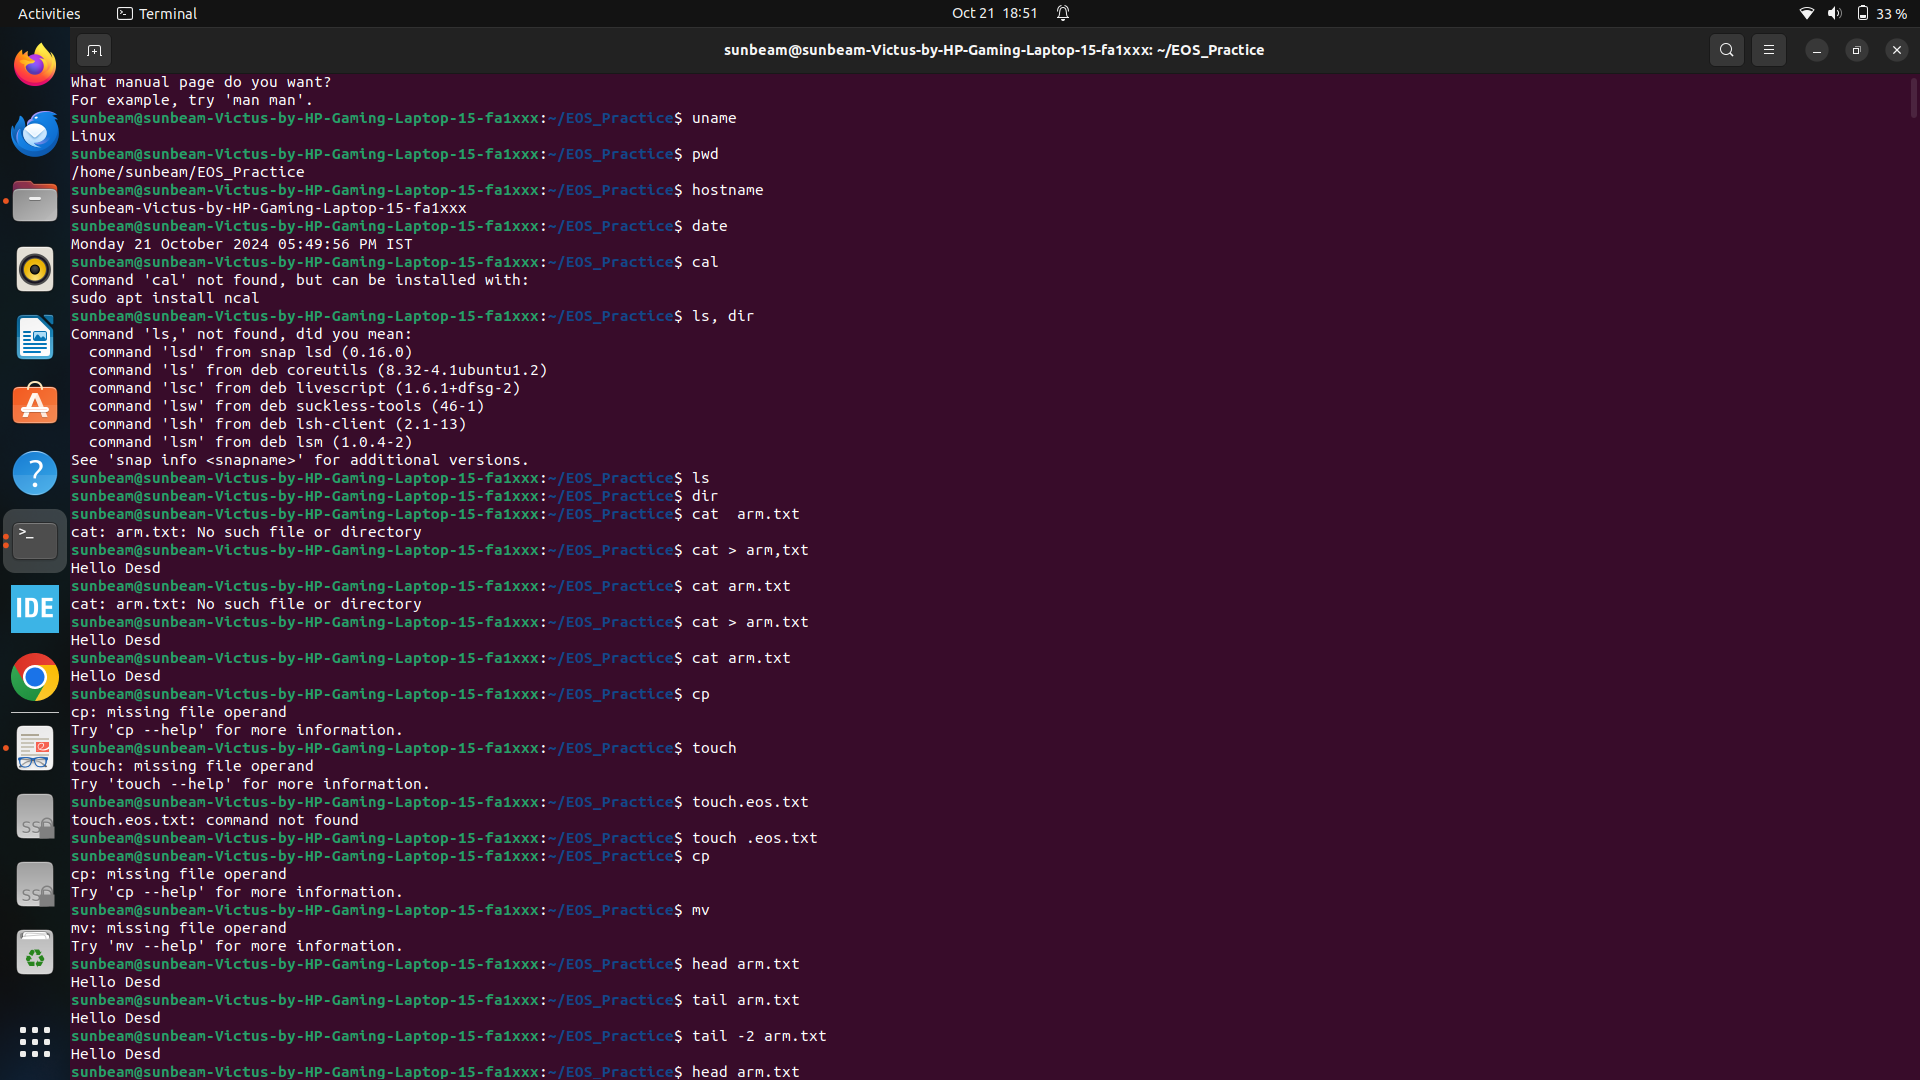 Activities
Terminal
Oct 21 18:51
33 %
sunbeam@sunbeam-Victus-by-HP-Gaming-Laptop-15-fa1xxx: ~/EOS_Practice
What manual page do you want?
For example, try 'man man'.
sunbeam@sunbeam-Victus-by-HP-Gaming-Laptop-15-fa1xxx:~/EOS_Practice$ uname
Linux
sunbeam@sunbeam-Victus-by-HP-Gaming-Laptop-15-fa1xxx:~/EOS_Practice$ pwd
/home/sunbeam/EOS_Practice
sunbeam@sunbeam-Victus-by-HP-Gaming-Laptop-15-fa1xxx:~/EOS_Practice$ hostname
sunbeam-Victus-by-HP-Gaming-Laptop-15-fa1xxx
sunbeam@sunbeam-Victus-by-HP-Gaming-Laptop-15-fa1xxx:~/EOS_Practice$ date
Monday 21 October 2024 05:49:56 PM IST
sunbeam@sunbeam-Victus-by-HP-Gaming-Laptop-15-fa1xxx:~/EOS_Practice$ cal
Command 'cal' not found, but can be installed with:
sudo apt install ncal
sunbeam@sunbeam-Victus-by-HP-Gaming-Laptop-15-fa1xxx:~/EOS_Practice$ ls, dir
Command 'ls,' not found, did you mean:
  command 'lsd' from snap lsd (0.16.0)
  command 'ls' from deb coreutils (8.32-4.1ubuntu1.2)
  command 'lsc' from deb livescript (1.6.1+dfsg-2)
  command 'lsw' from deb suckless-tools (46-1)
  command 'lsh' from deb lsh-client (2.1-13)
  command 'lsm' from deb lsm (1.0.4-2)
See 'snap info <snapname>' for additional versions.
sunbeam@sunbeam-Victus-by-HP-Gaming-Laptop-15-fa1xxx:~/EOS_Practice$ ls
sunbeam@sunbeam-Victus-by-HP-Gaming-Laptop-15-fa1xxx:~/EOS_Practice$ dir
sunbeam@sunbeam-Victus-by-HP-Gaming-Laptop-15-fa1xxx:~/EOS_Practice$ cat  arm.txt
cat: arm.txt: No such file or directory
sunbeam@sunbeam-Victus-by-HP-Gaming-Laptop-15-fa1xxx:~/EOS_Practice$ cat > arm,txt
Hello Desd
sunbeam@sunbeam-Victus-by-HP-Gaming-Laptop-15-fa1xxx:~/EOS_Practice$ cat arm.txt
cat: arm.txt: No such file or directory
sunbeam@sunbeam-Victus-by-HP-Gaming-Laptop-15-fa1xxx:~/EOS_Practice$ cat > arm.txt
Hello Desd
sunbeam@sunbeam-Victus-by-HP-Gaming-Laptop-15-fa1xxx:~/EOS_Practice$ cat arm.txt
Hello Desd
sunbeam@sunbeam-Victus-by-HP-Gaming-Laptop-15-fa1xxx:~/EOS_Practice$ cp
cp: missing file operand
Try 'cp --help' for more information.
sunbeam@sunbeam-Victus-by-HP-Gaming-Laptop-15-fa1xxx:~/EOS_Practice$ touch
touch: missing file operand
Try 'touch --help' for more information.
sunbeam@sunbeam-Victus-by-HP-Gaming-Laptop-15-fa1xxx:~/EOS_Practice$ touch.eos.txt
touch.eos.txt: command not found
sunbeam@sunbeam-Victus-by-HP-Gaming-Laptop-15-fa1xxx:~/EOS_Practice$ touch .eos.txt
sunbeam@sunbeam-Victus-by-HP-Gaming-Laptop-15-fa1xxx:~/EOS_Practice$ cp
cp: missing file operand
Try 'cp --help' for more information.
sunbeam@sunbeam-Victus-by-HP-Gaming-Laptop-15-fa1xxx:~/EOS_Practice$ mv
mv: missing file operand
Try 'mv --help' for more information.
sunbeam@sunbeam-Victus-by-HP-Gaming-Laptop-15-fa1xxx:~/EOS_Practice$ head arm.txt
Hello Desd
sunbeam@sunbeam-Victus-by-HP-Gaming-Laptop-15-fa1xxx:~/EOS_Practice$ tail arm.txt
Hello Desd
sunbeam@sunbeam-Victus-by-HP-Gaming-Laptop-15-fa1xxx:~/EOS_Practice$ tail -2 arm.txt
Hello Desd
sunbeam@sunbeam-Victus-by-HP-Gaming-Laptop-15-fa1xxx:~/EOS_Practice$ head arm.txt
IDE